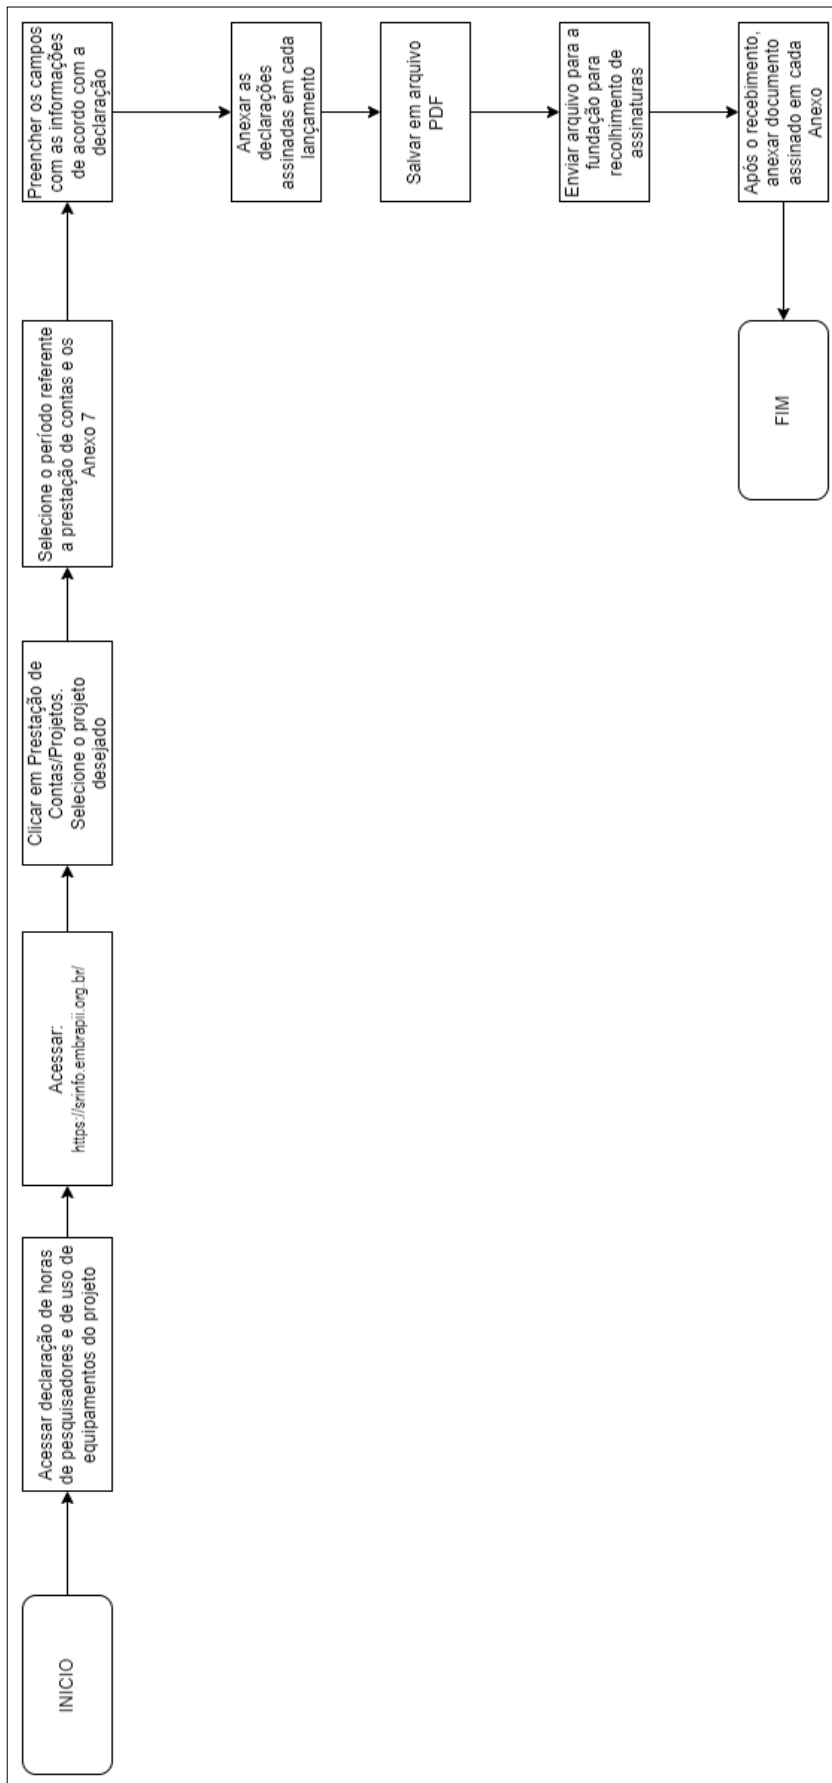 INICIO
Acessar declaração de horas
de pesquisadores e de uso de
equipamentos do projeto
Acessar:
https://srinfo.embrapii.org.br/
Clicar em Prestação de
Contas/Projetos.
Selecione o projeto
desejado
Selecione o período referente
a prestação de contas e os
Anexo 7
Preencher os campos
com as informações
de acordo com a
declaração
Anexar as
declarações
assinadas em cada
lançamento
Salvar em arquivo
PDF
Enviar arquivo para a
fundação para
recolhimento de
assinaturas
Após o recebimento,
anexar documento
assinado em cada
Anexo
FIM